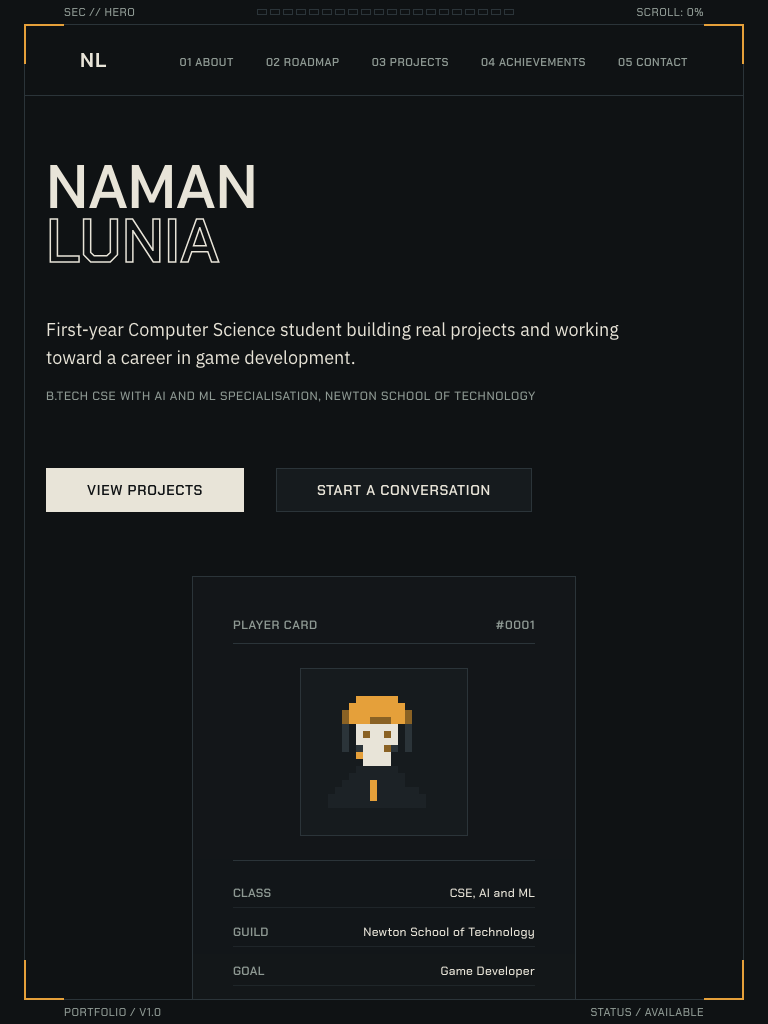 SEC // HERO
SCROLL: 0%
NL
01 ABOUT
02 ROADMAP
03 PROJECTS
04 ACHIEVEMENTS
05 CONTACT
NAMAN
LUNIA
First-year Computer Science student building real projects and working
toward a career in game development.
B.TECH CSE WITH AI AND ML SPECIALISATION, NEWTON SCHOOL OF TECHNOLOGY
VIEW PROJECTS
START A CONVERSATION
PLAYER CARD
#0001
CLASS
CSE, AI and ML
GUILD
Newton School of Technology
GOAL
Game Developer
PORTFOLIO / V1.0
STATUS / AVAILABLE